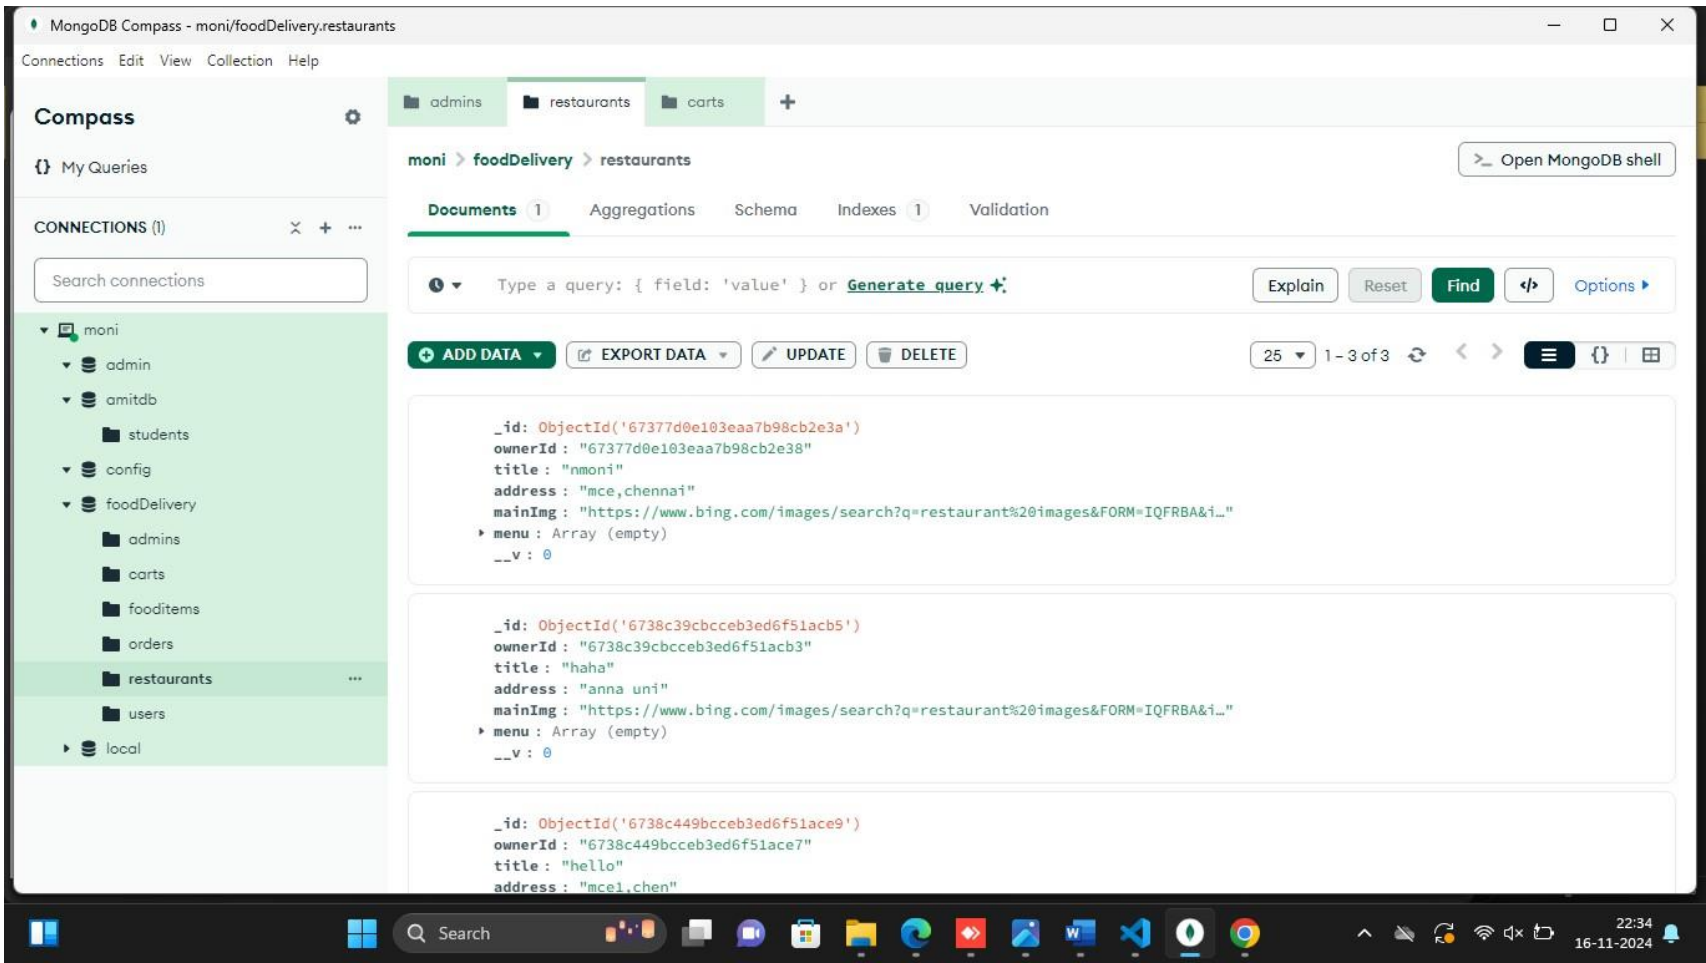 MongoDB Compass - moni/foodDelivery.restaurants
Connections Edit View Collection Help
Compass
{} My Queries
CONNECTIONS (1)
Search connections
moni
admin
amitdb
students
config
foodDelivery
admins
carts
fooditems
orders
restaurants
users
local
admins restaurants carts
moni > foodDelivery > restaurants
>_ Open MongoDB shell
Documents 1 Aggregations Schema Indexes 1 Validation
Type a query: { field: 'value' } or Generate query
Explain Reset Find </> Options
ADD DATA EXPORT DATA UPDATE DELETE
25 1 – 3 of 3 {}
_id: ObjectId('67377d0e103eaa7b98cb2e3a')
ownerId : "67377d0e103eaa7b98cb2e38"
title : "nmoni"
address : "mce,chennai"
mainImg : "https://www.bing.com/images/search?q=restaurant%20images&FORM=IQFRBA&i…"
menu : Array (empty)
__v : 0
_id: ObjectId('6738c39cbcceb3ed6f51acb5')
ownerId : "6738c39cbcceb3ed6f51acb3"
title : "haha"
address : "anna uni"
mainImg : "https://www.bing.com/images/search?q=restaurant%20images&FORM=IQFRBA&i…"
menu : Array (empty)
__v : 0
_id: ObjectId('6738c449bcceb3ed6f51ace9')
ownerId : "6738c449bcceb3ed6f51ace7"
title : "hello"
address : "mce1,chen"
Search
22:34
16-11-2024